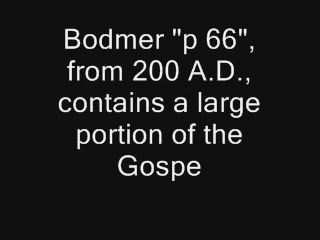 Bodmer "p 66",
from 200 A.D.,
contains a large
portion of the
Gospe